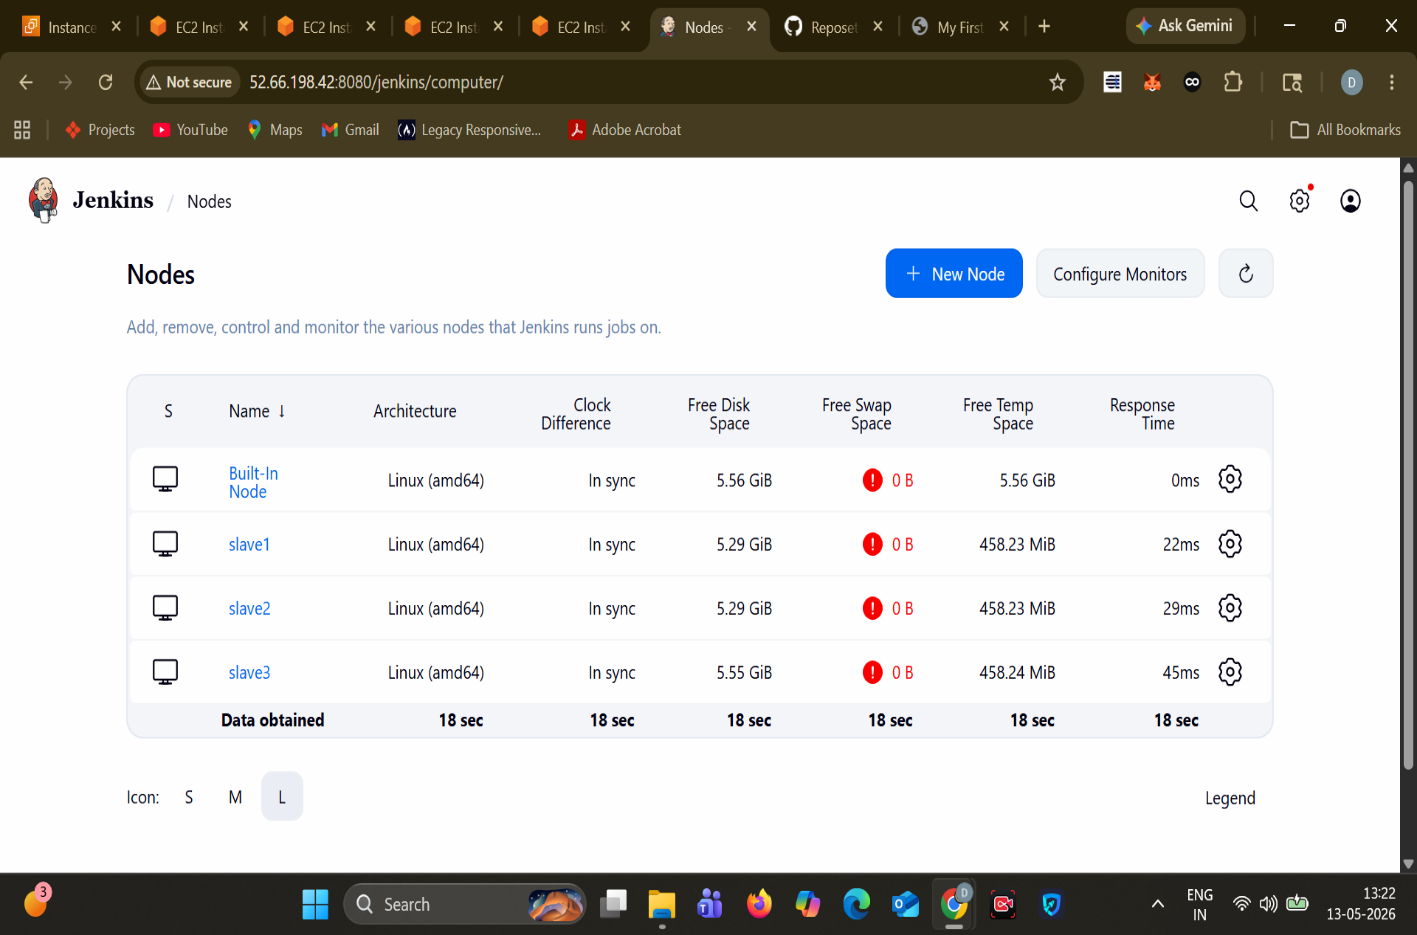 Instance
EC2 Inst
EC2 Inst
EC2 Inst
EC2 Inst
Nodes -
Reposet
My First
Ask Gemini
Not secure
52.66.198.42:8080/jenkins/computer/
D
Projects
YouTube
Maps
Gmail
Legacy Responsive...
Adobe Acrobat
All Bookmarks
Jenkins / Nodes
Nodes
+ New Node
Configure Monitors
Add, remove, control and monitor the various nodes that Jenkins runs jobs on.
S Name ↓ Architecture Clock Difference Free Disk Space Free Swap Space Free Temp Space Response Time
Built-In Node Linux (amd64) In sync 5.56 GiB ! 0 B 5.56 GiB 0ms
slave1 Linux (amd64) In sync 5.29 GiB ! 0 B 458.23 MiB 22ms
slave2 Linux (amd64) In sync 5.29 GiB ! 0 B 458.23 MiB 29ms
slave3 Linux (amd64) In sync 5.55 GiB ! 0 B 458.24 MiB 45ms
Data obtained 18 sec 18 sec 18 sec 18 sec 18 sec 18 sec
Icon: S M L
Legend
3
Search
D
ENG
IN
13:22
13-05-2026